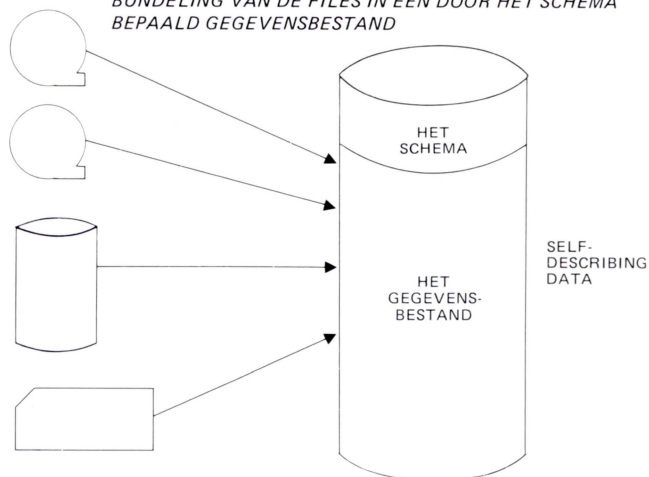 BUNDELING VAN DE FILES IN EEN DOOR HET SCHEMA
BEPAALD GEGEVENSBESTAND
HET
SCHEMA
HET
GEGEVENS-
BESTAND
SELF-
DESCRIBING
DATA